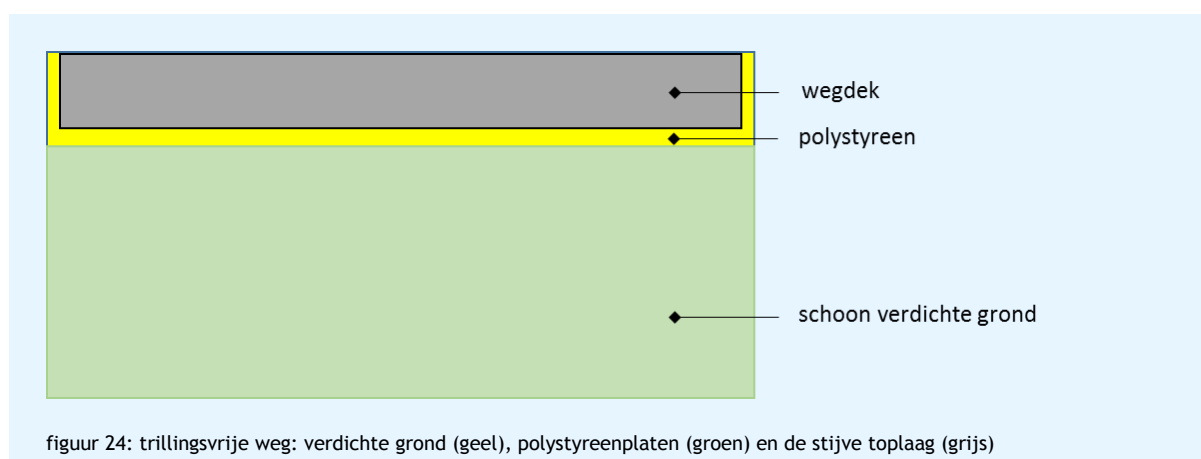 wegdek
polystyreen
schoon verdichte grond
figuur 24: trillingsvrije weg: verdichte grond (geel), polystyreenplaten (groen) en de stijve toplaag (grijs)